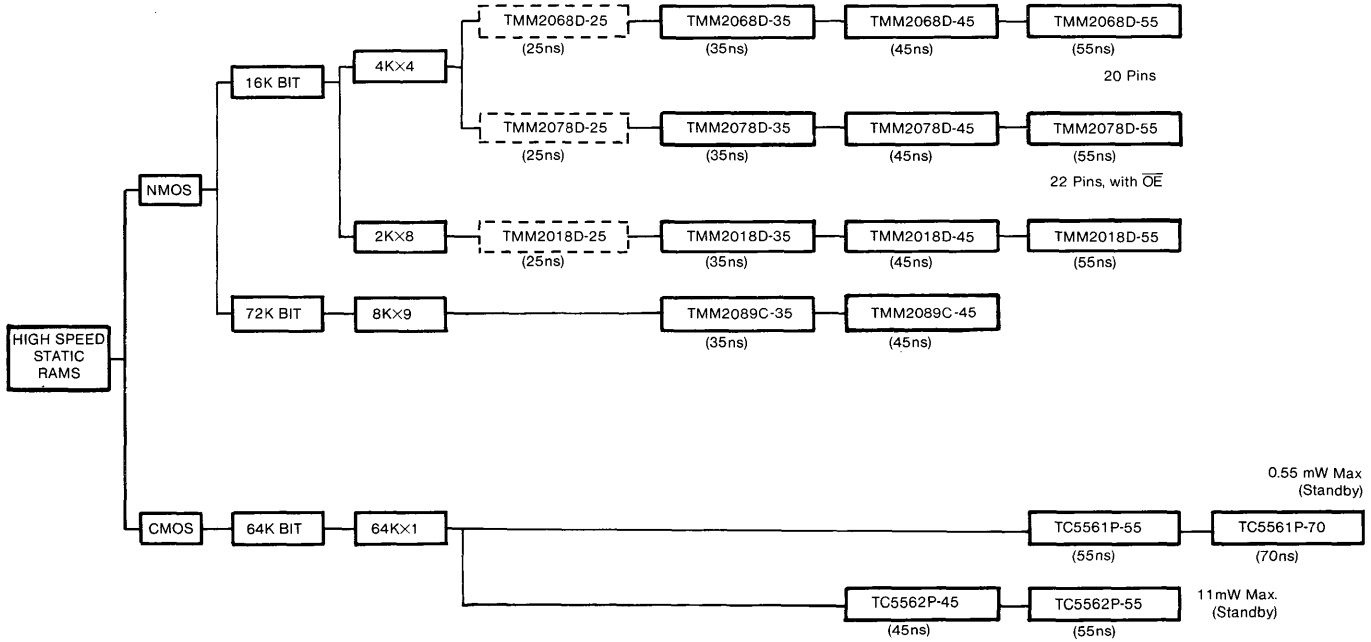 TMM2068D-25
TMM2068D-35
TMM2068D-45
TMM2068D-55
(25ns)
(35ns)
(45ns)
(55ns)
20 Pins
16K BIT
4K×4
TMM2078D-25
TMM2078D-35
TMM2078D-45
TMM2078D-55
(25ns)
(35ns)
(45ns)
(55ns)
22 Pins, with O̅E̅
NMOS
2K×8
TMM2018D-25
TMM2018D-35
TMM2018D-45
TMM2018D-55
(25ns)
(35ns)
(45ns)
(55ns)
72K BIT
8K×9
TMM2089C-35
TMM2089C-45
(35ns)
(45ns)
HIGH SPEED
STATIC
RAMS
0.55 mW Max
(Standby)
CMOS
64K BIT
64K×1
TC5561P-55
TC5561P-70
(55ns)
(70ns)
TC5562P-45
TC5562P-55
11mW Max.
(Standby)
(45ns)
(55ns)